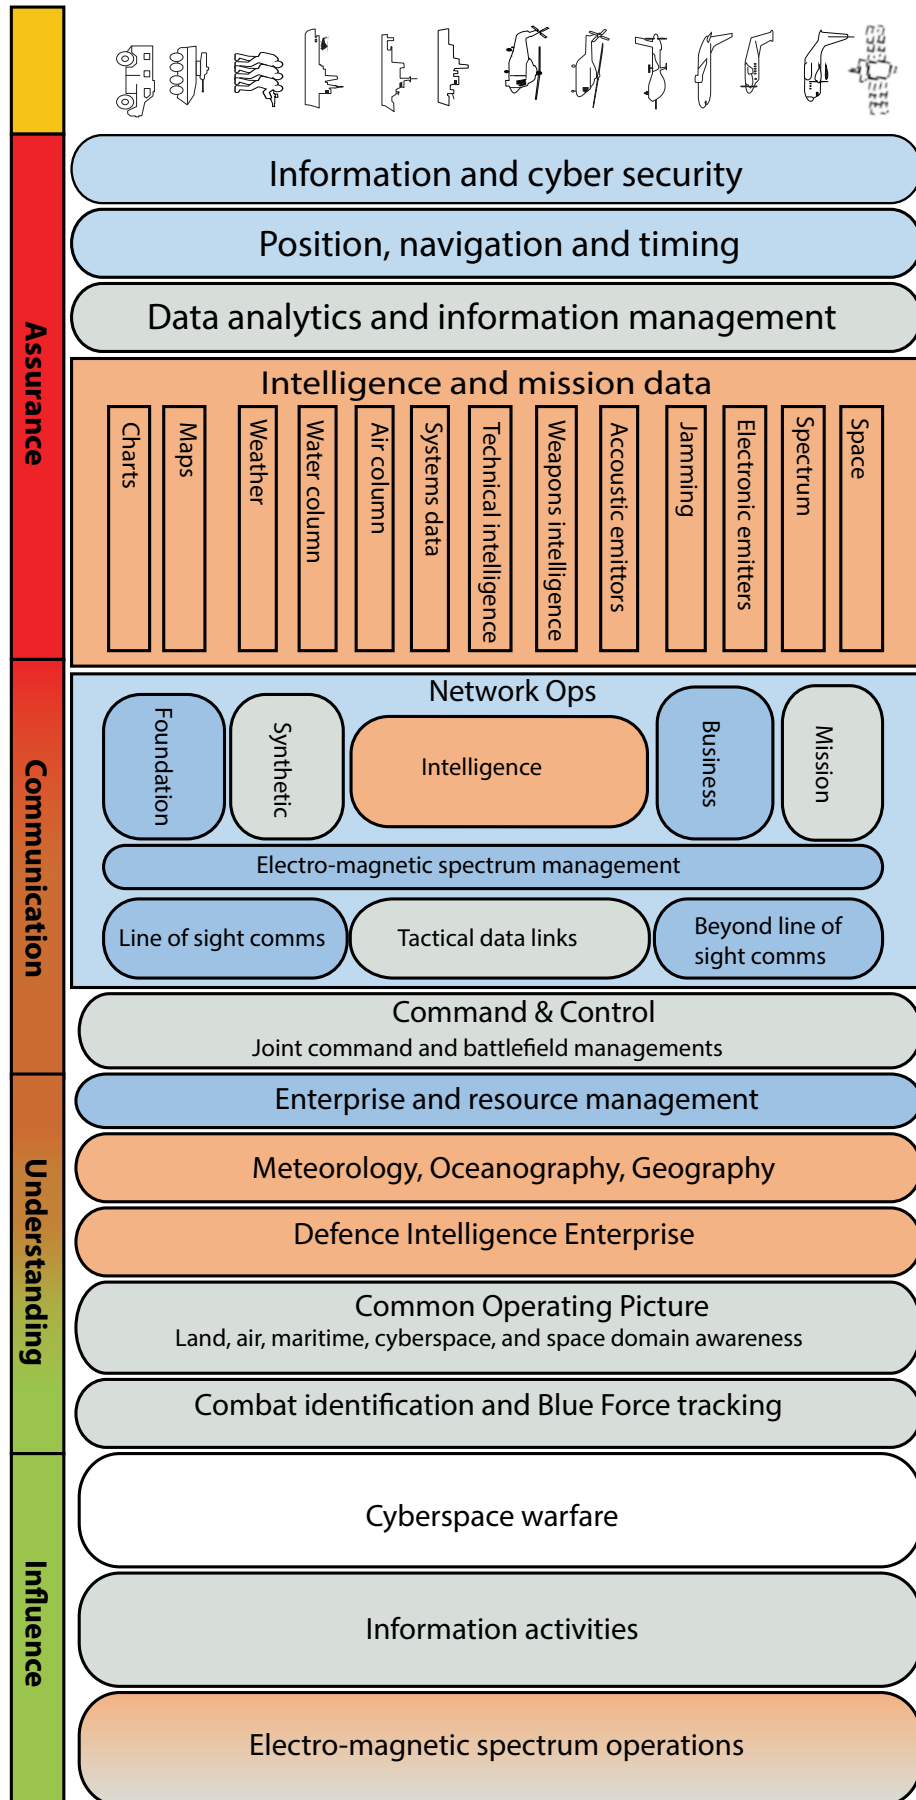 Assurance
Information and cyber security
Position, navigation and timing
Data analytics and information management
Intelligence and mission data
Charts
Maps
Weather
Water column
Air column
Systems data
Technical intelligence
Weapons intelligence
Accoustic emittors
Jamming
Electronic emitters
Spectrum
Space
Communication
Network Ops
Foundation
Synthetic
Intelligence
Business
Mission
Electro-magnetic spectrum management
Line of sight comms
Tactical data links
Beyond line of
sight comms
Command & Control
Joint command and battlefield managements
Understanding
Enterprise and resource management
Meteorology, Oceanography, Geography
Defence Intelligence Enterprise
Common Operating Picture
Land, air, maritime, cyberspace, and space domain awareness
Combat identification and Blue Force tracking
Influence
Cyberspace warfare
Information activities
Electro-magnetic spectrum operations